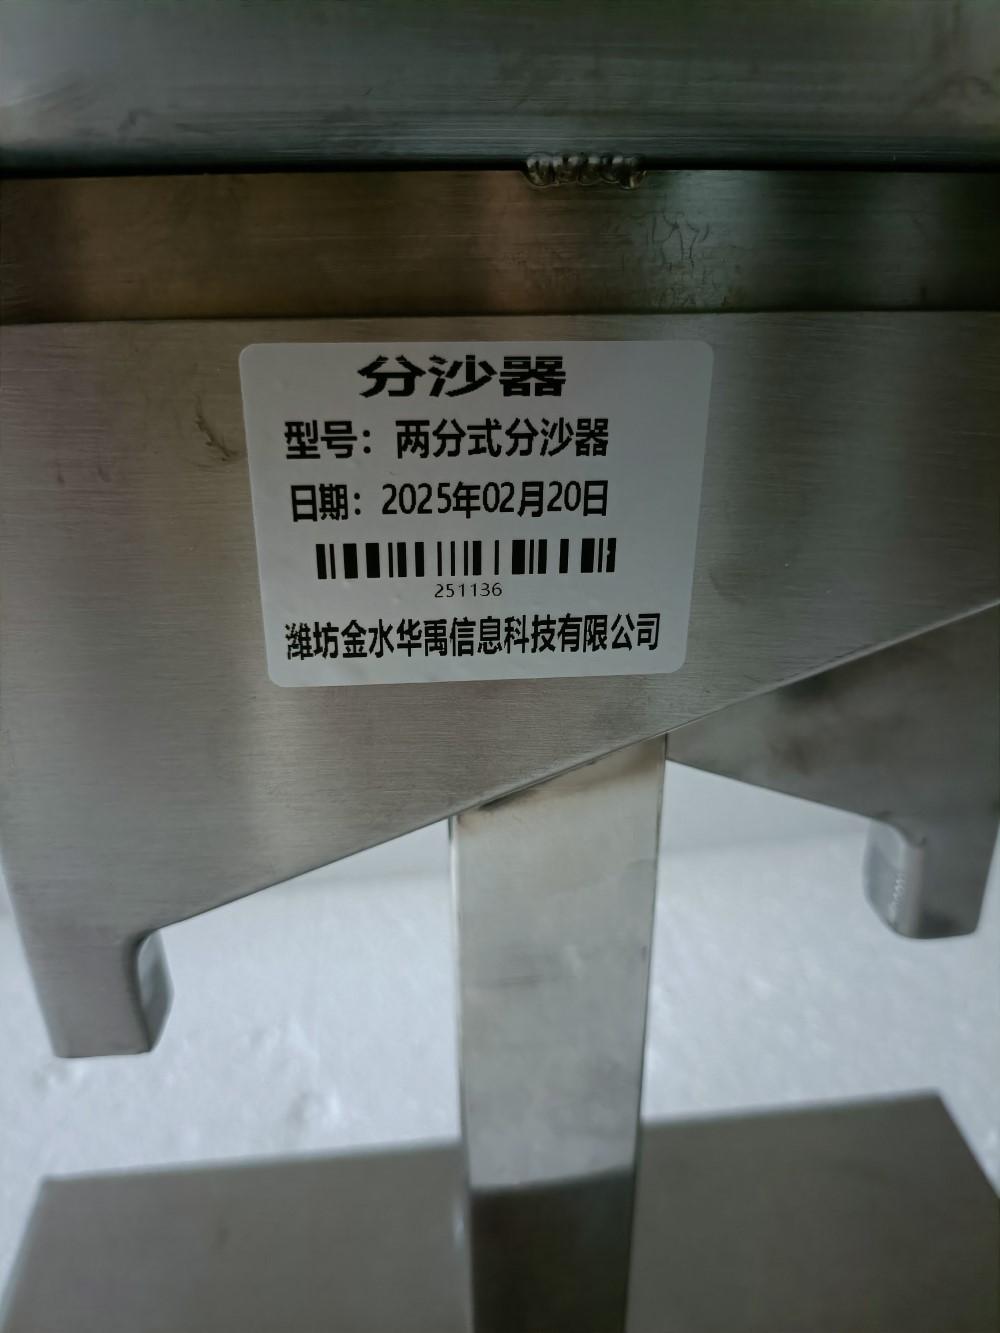 分沙器
型号：两分式分沙器
日期：2025年02月20日
251136
潍坊金水华禹信息科技有限公司